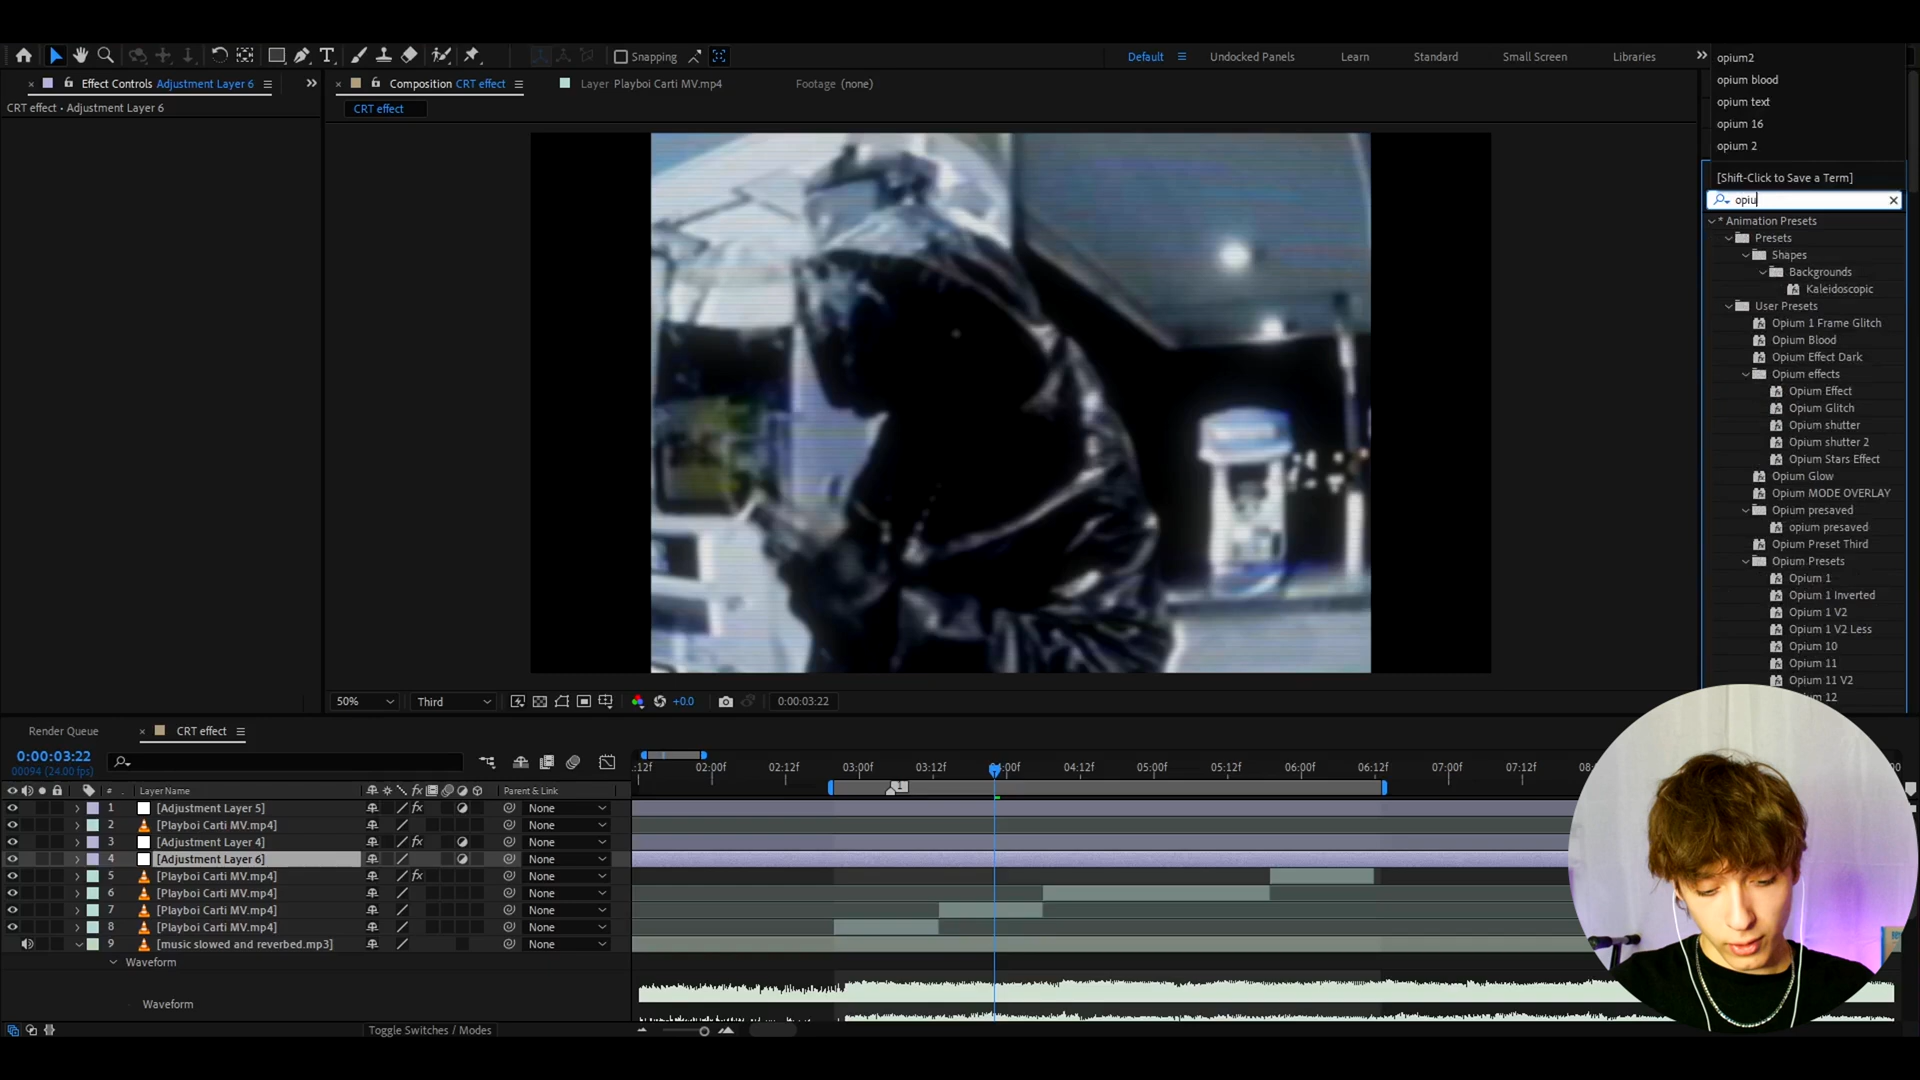 Snapping
Default
Undocked Panels
Learn
Standard
Small Screen
Libraries
opium2
opium blood
opium text
opium 16
opium 2
[Shift-Click to Save a Term]
opiu
Effect Controls Adjustment Layer 6
CRT effect • Adjustment Layer 6
Composition CRT effect
Layer Playboi Carti MV.mp4
Footage (none)
CRT effect
* Animation Presets
Presets
Shapes
Backgrounds
Kaleidoscopic
User Presets
Opium 1 Frame Glitch
Opium Blood
Opium Effect Dark
Opium effects
Opium Effect
Opium Glitch
Opium shutter
Opium shutter 2
Opium Stars Effect
Opium Glow
Opium MODE OVERLAY
Opium presaved
opium presaved
Opium Preset Third
Opium Presets
Opium 1
Opium 1 Inverted
Opium 1 V2
Opium 1 V2 Less
Opium 10
Opium 11
Opium 11 V2
12
50%
Third
+0.0
0:00:03:22
Render Queue
CRT effect
0:00:03:22
00094 (24.00 fps)
:12f 02:00f 02:12f 03:00f 03:12f 04:00f 04:12f 05:00f 05:12f 06:00f 06:12f 07:00f 07:12f
# Layer Name fx Parent & Link
1
1 [Adjustment Layer 5] fx None
2 [Playboi Carti MV.mp4] None
3 [Adjustment Layer 4] fx None
4 [Adjustment Layer 6] None
5 [Playboi Carti MV.mp4] fx None
6 [Playboi Carti MV.mp4] None
7 [Playboi Carti MV.mp4] None
8 [Playboi Carti MV.mp4] None
9 [music slowed and reverbed.mp3] None
Waveform
Waveform
Toggle Switches / Modes